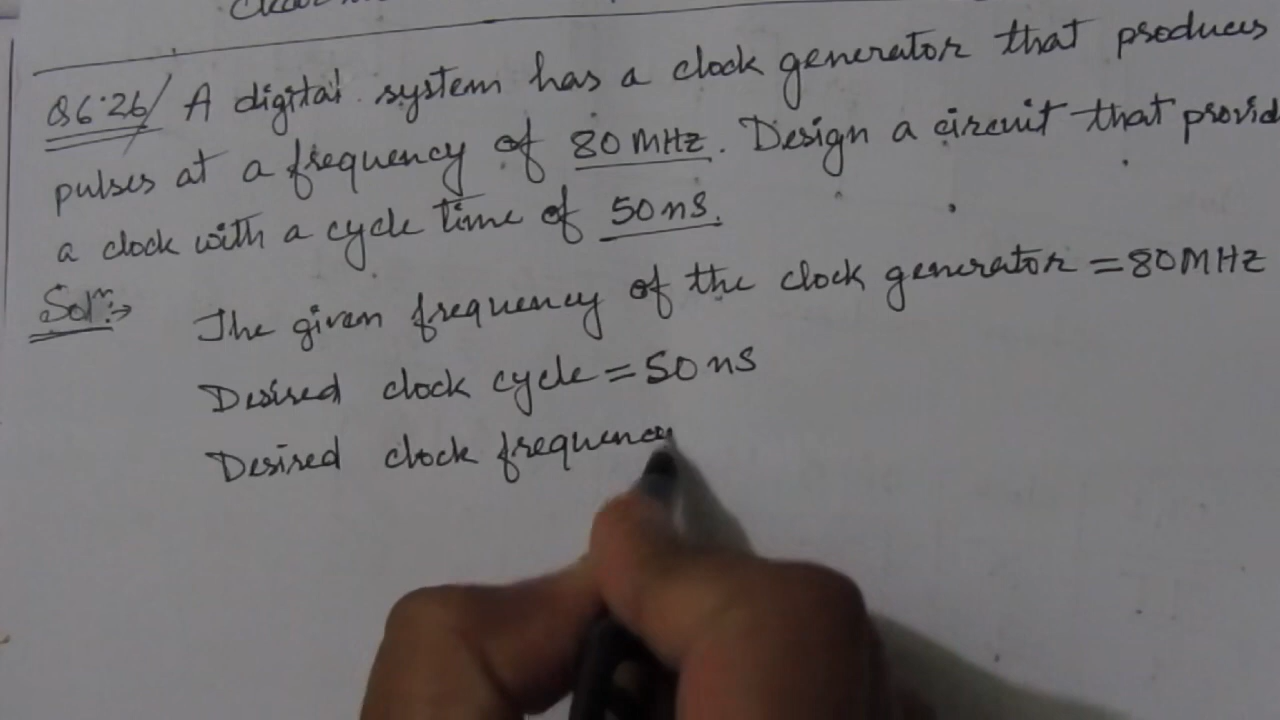 Q6.26/ A digital system has a clock generator that produces
pulses at a frequency of 80 MHz. Design a circuit that provid
a clock with a cycle time of 50 ns.
Soln:→ The given frequency of the clock generator = 80 MHz
Desired clock cycle = 50 ns
Desired clock frequency